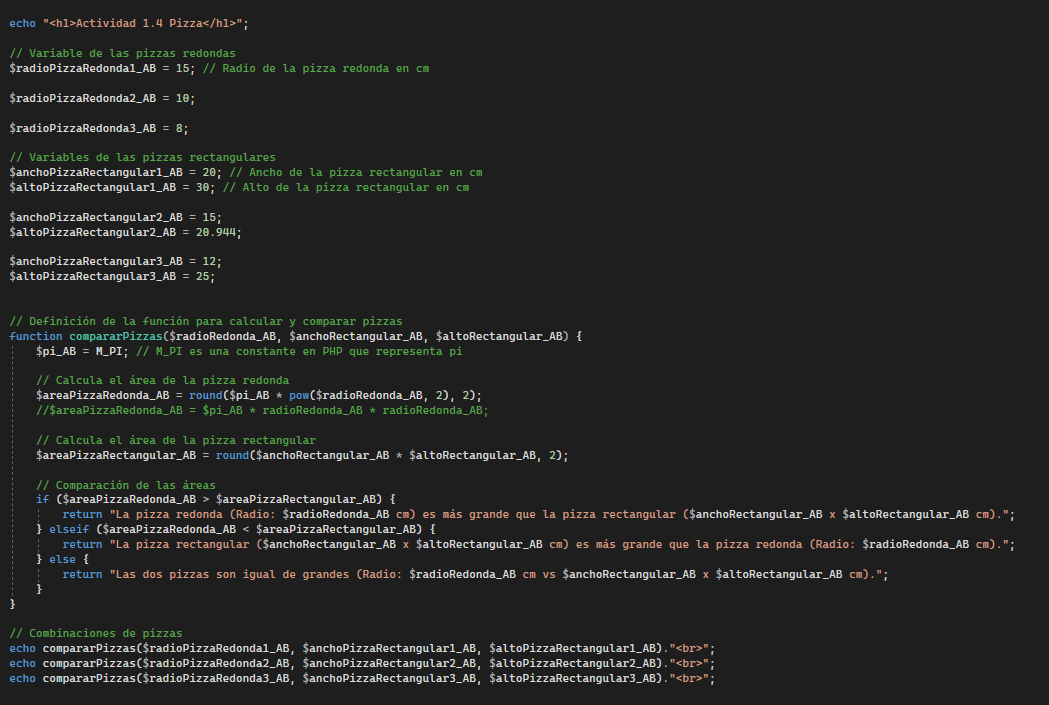 echo "<h1>Actividad 1.4 Pizza</h1>";
// Variable de las pizzas redondas
$radioPizzaRedonda1_AB = 15; // Radio de la pizza redonda en cm
$radioPizzaRedonda2_AB = 10;
$radioPizzaRedonda3_AB = 8;
// Variables de las pizzas rectangulares
$anchoPizzaRectangular1_AB = 20; // Ancho de la pizza rectangular en cm
$altoPizzaRectangular1_AB = 30; // Alto de la pizza rectangular en cm
$anchoPizzaRectangular2_AB = 15;
$altoPizzaRectangular2_AB = 20.944;
$anchoPizzaRectangular3_AB = 12;
$altoPizzaRectangular3_AB = 25;
// Definición de la función para calcular y comparar pizzas
function compararPizzas($radioRedonda_AB, $anchoRectangular_AB, $altoRectangular_AB) {
    $pi_AB = M_PI; // M_PI es una constante en PHP que representa pi
    // Calcula el área de la pizza redonda
    $areaPizzaRedonda_AB = round($pi_AB * pow($radioRedonda_AB, 2), 2);
    //$areaPizzaRedonda_AB = $pi_AB * radioRedonda_AB * radioRedonda_AB;
    // Calcula el área de la pizza rectangular
    $areaPizzaRectangular_AB = round($anchoRectangular_AB * $altoRectangular_AB, 2);
    // Comparación de las áreas
    if ($areaPizzaRedonda_AB > $areaPizzaRectangular_AB) {
        return "La pizza redonda (Radio: $radioRedonda_AB cm) es más grande que la pizza rectangular ($anchoRectangular_AB x $altoRectangular_AB cm).";
    } elseif ($areaPizzaRedonda_AB < $areaPizzaRectangular_AB) {
        return "La pizza rectangular ($anchoRectangular_AB x $altoRectangular_AB cm) es más grande que la pizza redonda (Radio: $radioRedonda_AB cm).";
    } else {
        return "Las dos pizzas son igual de grandes (Radio: $radioRedonda_AB cm vs $anchoRectangular_AB x $altoRectangular_AB cm).";
    }
}
// Combinaciones de pizzas
echo compararPizzas($radioPizzaRedonda1_AB, $anchoPizzaRectangular1_AB, $altoPizzaRectangular1_AB)."<br>";
echo compararPizzas($radioPizzaRedonda2_AB, $anchoPizzaRectangular2_AB, $altoPizzaRectangular2_AB)."<br>";
echo compararPizzas($radioPizzaRedonda3_AB, $anchoPizzaRectangular3_AB, $altoPizzaRectangular3_AB)."<br>";